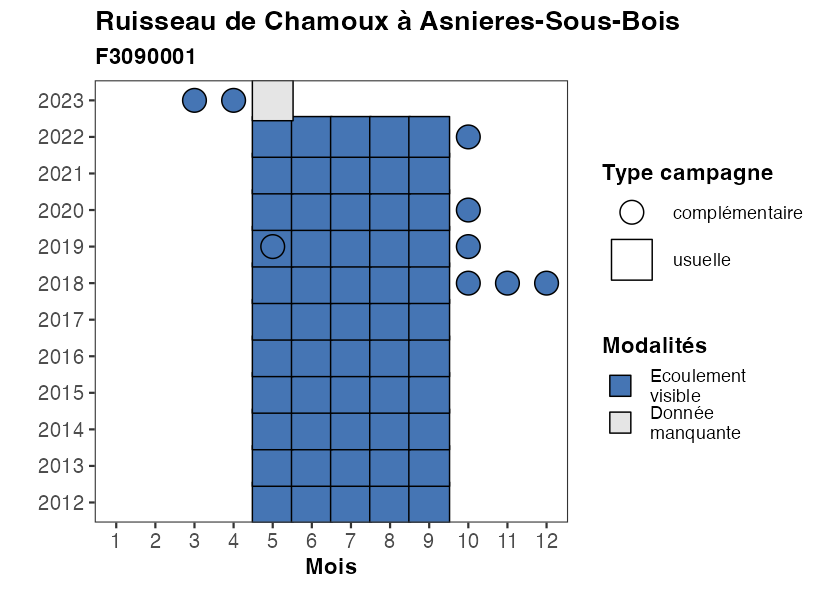 Ruisseau de Chamoux à Asnieres-Sous-Bois
F3090001
2023
2022
2021
2020
2019
2018
2017
2016
2015
2014
2013
2012
1 2 3 4 5 6 7 8 9 10 11 12
Mois
Type campagne
complémentaire
usuelle
Modalités
Ecoulement
visible
Donnée
manquante